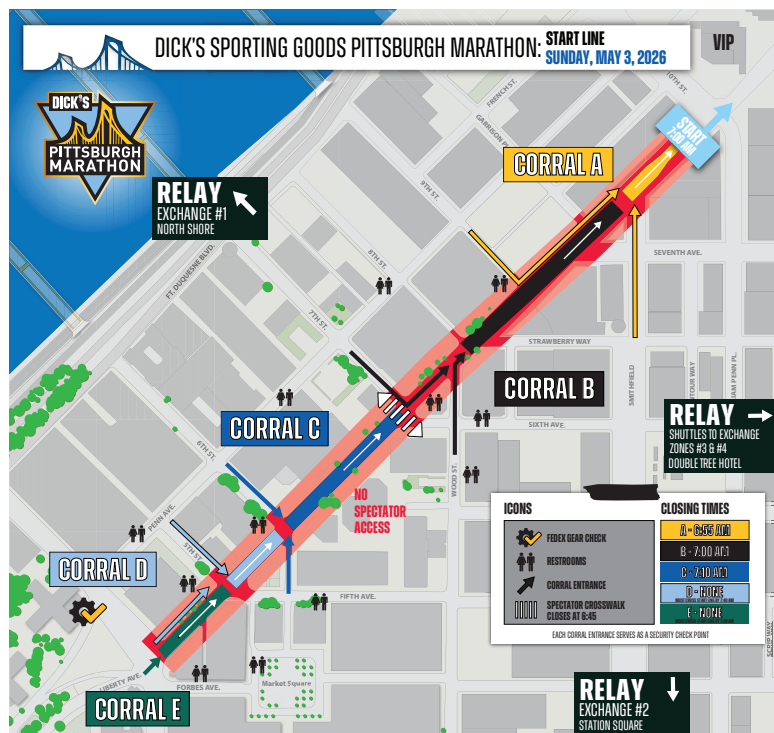 DICK'S SPORTING GOODS PITTSBURGH MARATHON:
START LINE
SUNDAY, MAY 3, 2026
VIP
DICK'S
PITTSBURGH
MARATHON
10TH ST.
FRENCH ST.
START
7:00 AM
CORRAL A
RELAY
EXCHANGE #1
NORTH SHORE
9TH ST.
SEVENTH AVE.
8TH ST.
FT. DUQUESNE BLVD.
7TH ST.
STRAWBERRY WAY
SMITHFIELD
CORRAL B
CORRAL C
RELAY
SHUTTLES TO EXCHANGE
ZONES #3 & #4
DOUBLE TREE HOTEL
SIXTH AVE.
6TH ST.
WOOD ST.
NO
SPECTATOR
ACCESS
PENN AVE.
5TH ST.
CORRAL D
ICONS
FEDEX GEAR CHECK
RESTROOMS
CORRAL ENTRANCE
SPECTATOR CROSSWALK
CLOSES AT 6:45
CLOSING TIMES
A - 6:55 AM
B - 7:00 AM
C - 7:10 AM
D - NONE
E - NONE
EACH CORRAL ENTRANCE SERVES AS A SECURITY CHECK POINT
FIFTH AVE.
LIBERTY AVE.
FORBES AVE.
Market Square
CORRAL E
RELAY
EXCHANGE #2
STATION SQUARE